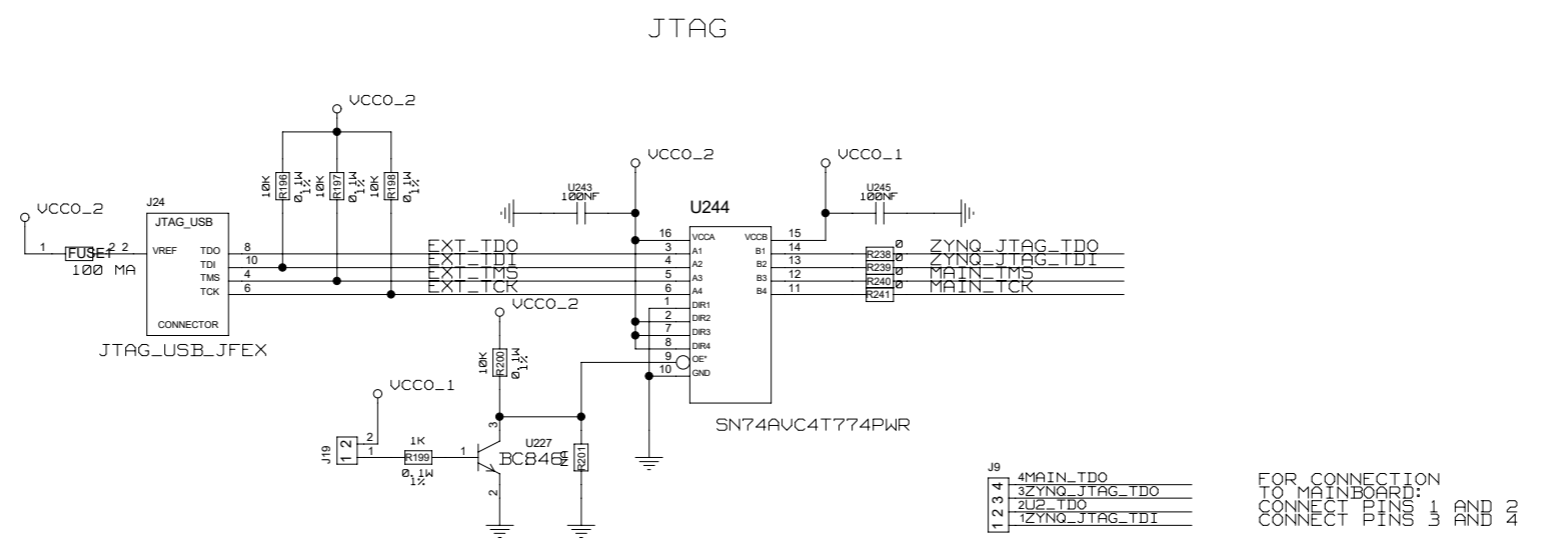 JTAG
VCCO_2
10K
R196
0.1W
1%
10K
R197
0.1W
1%
10K
R198
0.1W
1%
VCCO_2
1
FUSE1
2
100 MA
J24
JTAG_USB
2
VREF
TDO
8
TDI
10
TMS
4
TCK
6
CONNECTOR
JTAG_USB_JFEX
EXT_TDO
EXT_TDI
EXT_TMS
EXT_TCK
VCCO_2
U243
100NF
VCCO_1
U245
100NF
U244
16
VCCA
VCCB
15
3
A1
B1
14
4
A2
B2
13
5
A3
B3
12
6
A4
B4
11
1
DIR1
2
DIR2
7
DIR3
8
DIR4
9
OE*
10
GND
SN74AVC4T774PWR
0
R238
0
R239
0
R240
0
R241
ZYNQ_JTAG_TDO
ZYNQ_JTAG_TDI
MAIN_TMS
MAIN_TCK
VCCO_2
10K
R200
0.1W
1%
VCCO_1
J19
1 2
2
1
1K
R199
0.1W
1%
1
3
2
U227
BC846
R201
J9
1 2 3 4
4MAIN_TDO
3ZYNQ_JTAG_TDO
2U2_TDO
1ZYNQ_JTAG_TDI
FOR CONNECTION
TO MAINBOARD:
CONNECT PINS 1 AND 2
CONNECT PINS 3 AND 4